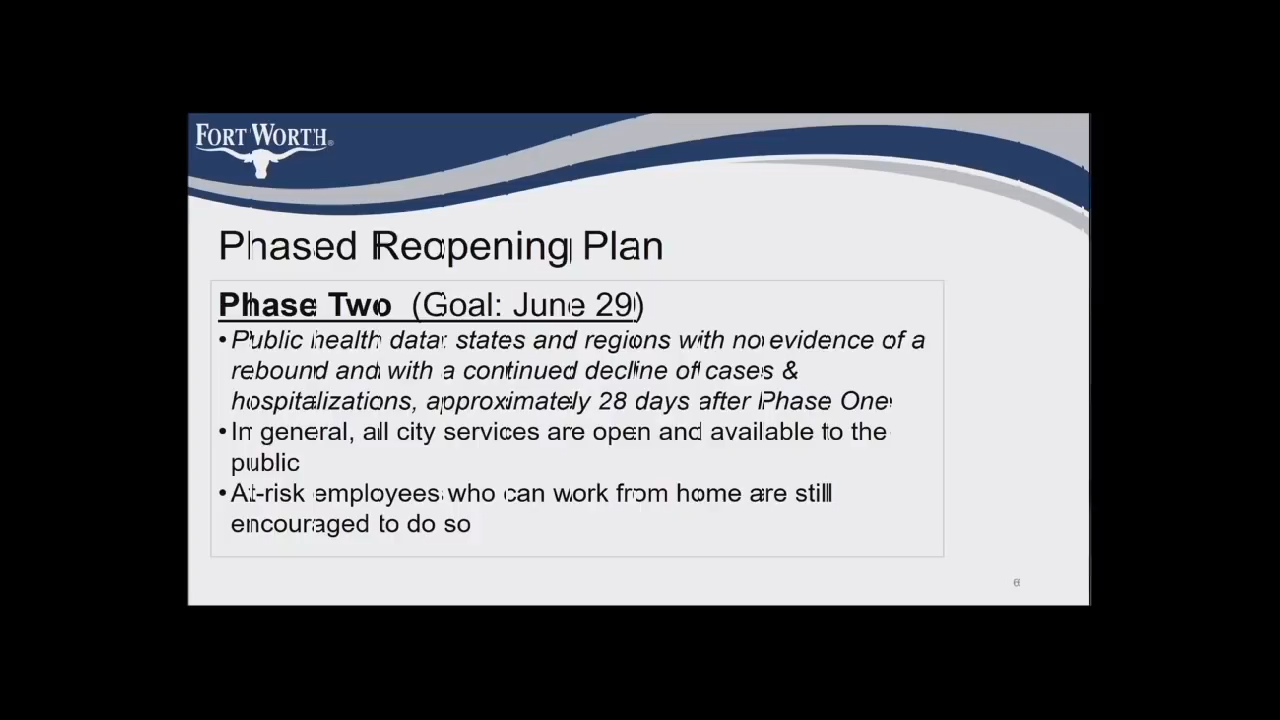 FORT WORTH®
Phased Reopening Plan
Phase Two (Goal: June 29)
• Public health data: states and regions with no evidence of a
rebound and with a continued decline of cases &
hospitalizations, approximately 28 days after Phase One
• In general, all city services are open and available to the
public
• At-risk employees who can work from home are still
encouraged to do so